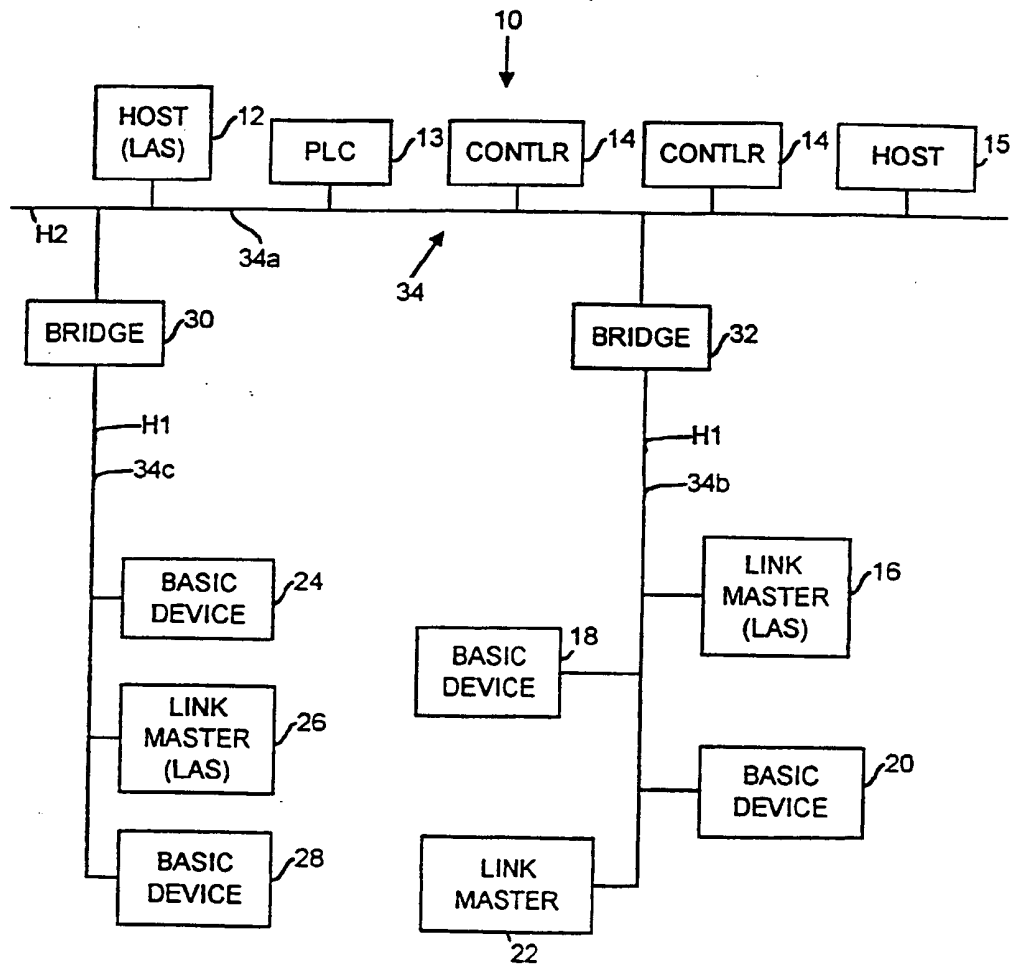 10
HOST
(LAS)
12
PLC
13
CONTLR
14
CONTLR
14
HOST
15
H2
34a
34
BRIDGE
30
BRIDGE
32
H1
34c
H1
34b
BASIC
DEVICE
24
LINK
MASTER
(LAS)
16
BASIC
DEVICE
18
LINK
MASTER
(LAS)
26
BASIC
DEVICE
20
BASIC
DEVICE
28
LINK
MASTER
22